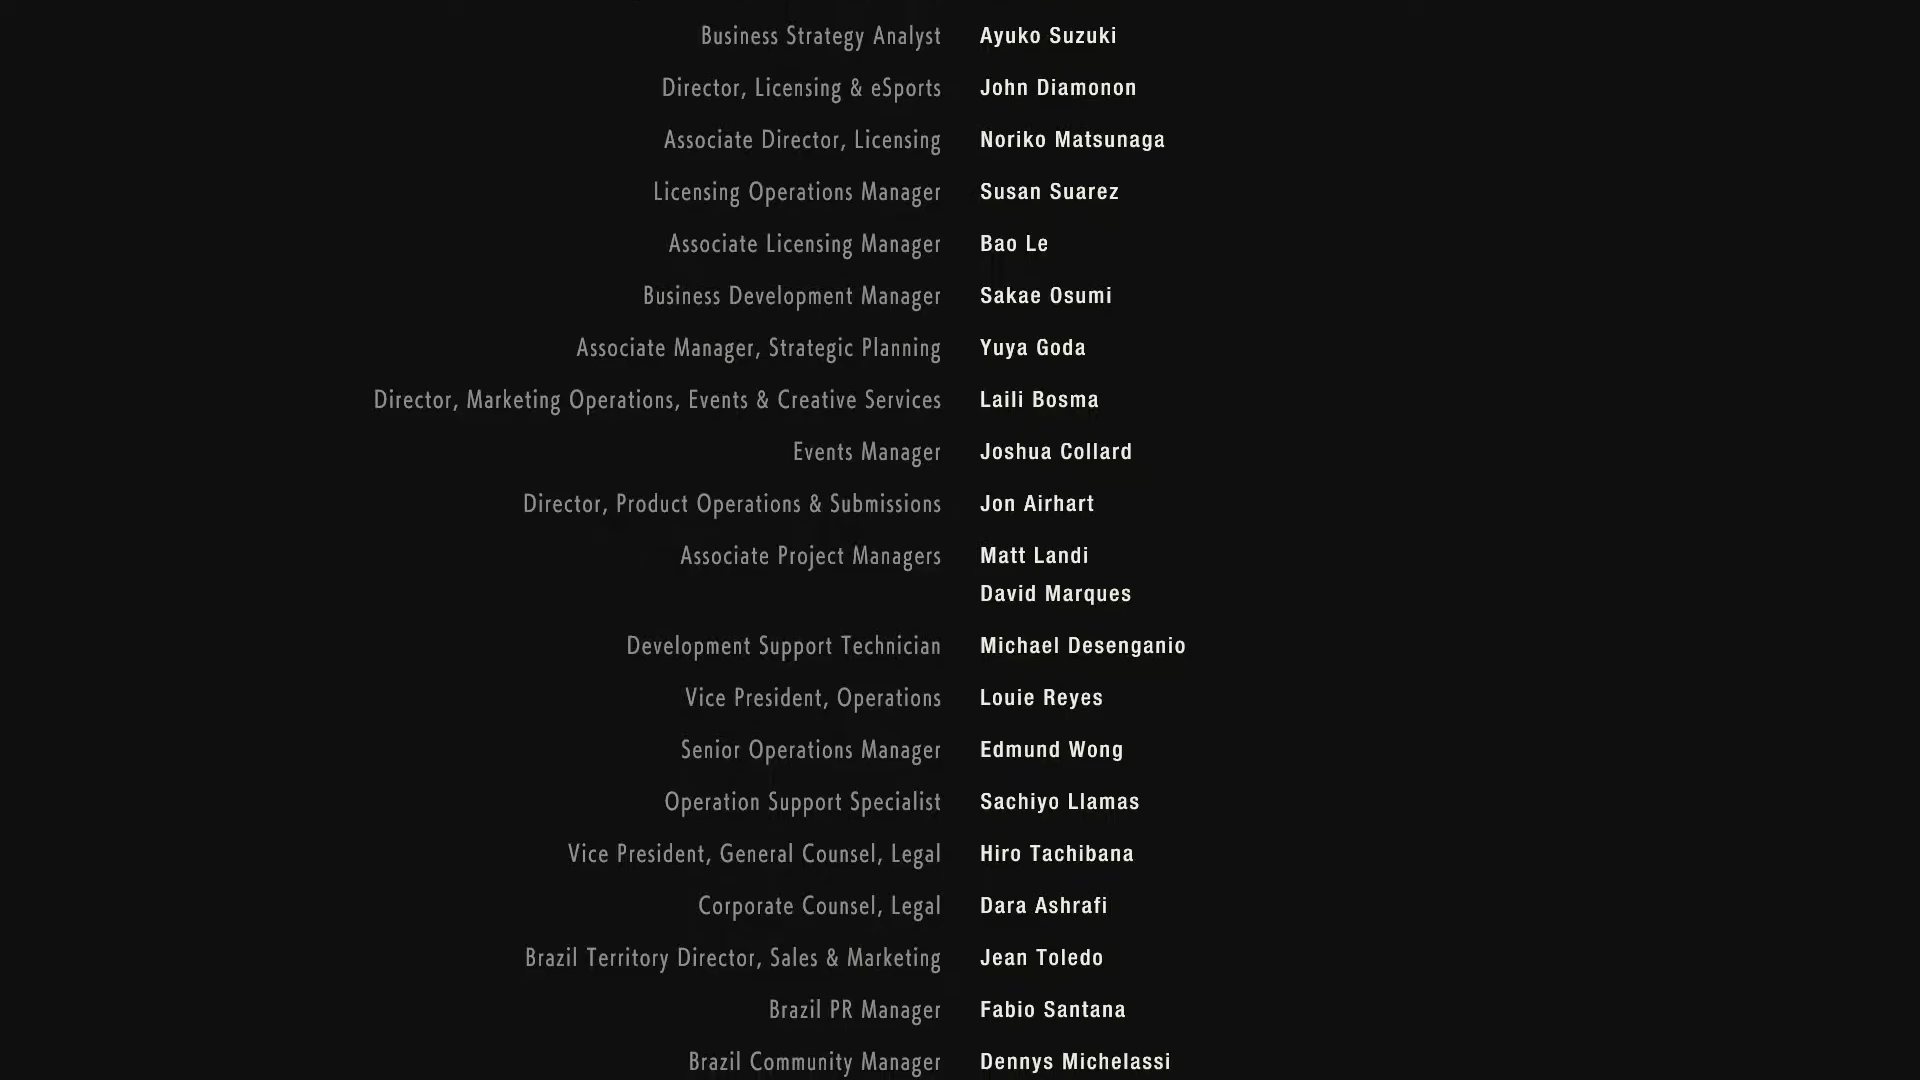 Business Strategy Analyst Ayuko Suzuki
Director, Licensing & eSports John Diamonon
Associate Director, Licensing Noriko Matsunaga
Licensing Operations Manager Susan Suarez
Associate Licensing Manager Bao Le
Business Development Manager Sakae Osumi
Associate Manager, Strategic Planning Yuya Goda
Director, Marketing Operations, Events & Creative Services Laili Bosma
Events Manager Joshua Collard
Director, Product Operations & Submissions Jon Airhart
Associate Project Managers Matt Landi
David Marques
Development Support Technician Michael Desenganio
Vice President, Operations Louie Reyes
Senior Operations Manager Edmund Wong
Operation Support Specialist Sachiyo Llamas
Vice President, General Counsel, Legal Hiro Tachibana
Corporate Counsel, Legal Dara Ashrafi
Brazil Territory Director, Sales & Marketing Jean Toledo
Brazil PR Manager Fabio Santana
Brazil Community Manager Dennys Michelassi